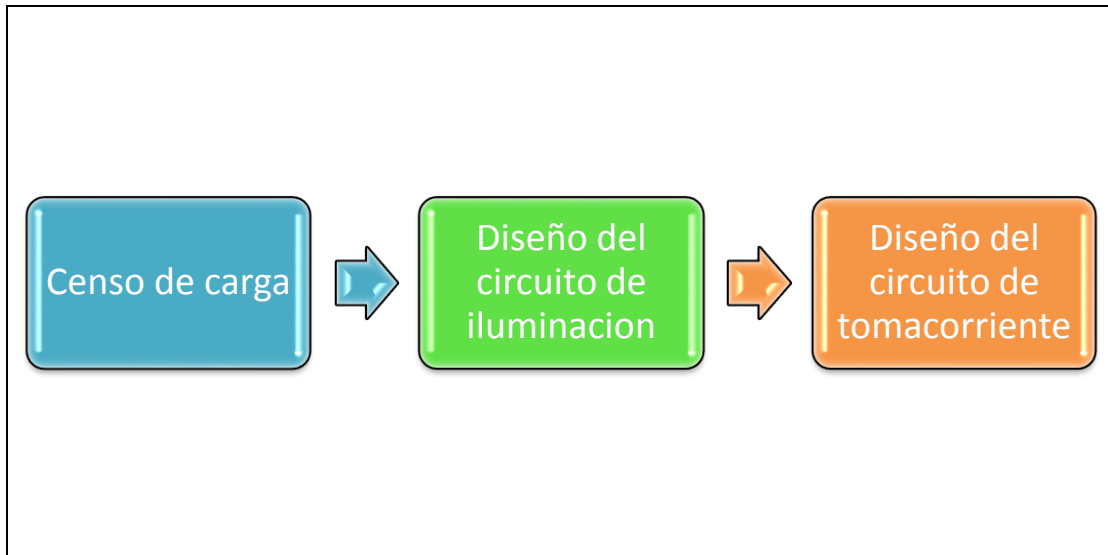 Censo de carga
Diseño del
circuito de
iluminacion
Diseño del
circuito de
tomacorriente